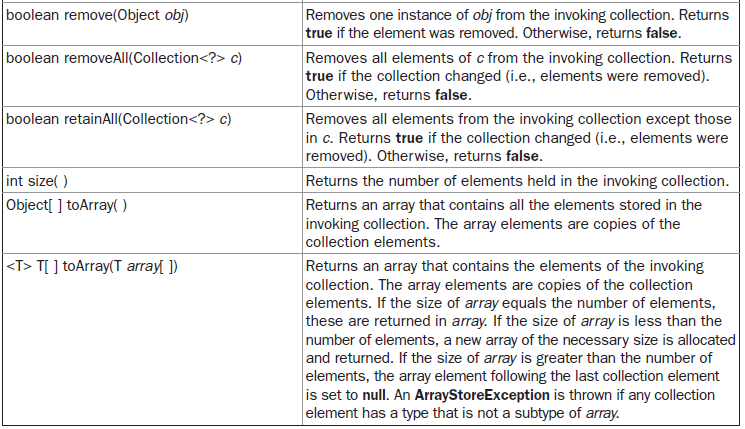 boolean remove(Object obj)
Removes one instance of obj from the invoking collection. Returns
true if the element was removed. Otherwise, returns false.
boolean removeAll(Collection<?> c)
Removes all elements of c from the invoking collection. Returns
true if the collection changed (i.e., elements were removed).
Otherwise, returns false.
boolean retainAll(Collection<?> c)
Removes all elements from the invoking collection except those
in c. Returns true if the collection changed (i.e., elements were
removed). Otherwise, returns false.
int size( )
Returns the number of elements held in the invoking collection.
Object[ ] toArray( )
Returns an array that contains all the elements stored in the
invoking collection. The array elements are copies of the
collection elements.
<T> T[ ] toArray(T array[ ])
Returns an array that contains the elements of the invoking
collection. The array elements are copies of the collection
elements. If the size of array equals the number of elements,
these are returned in array. If the size of array is less than the
number of elements, a new array of the necessary size is allocated
and returned. If the size of array is greater than the number of
elements, the array element following the last collection element
is set to null. An ArrayStoreException is thrown if any collection
element has a type that is not a subtype of array.